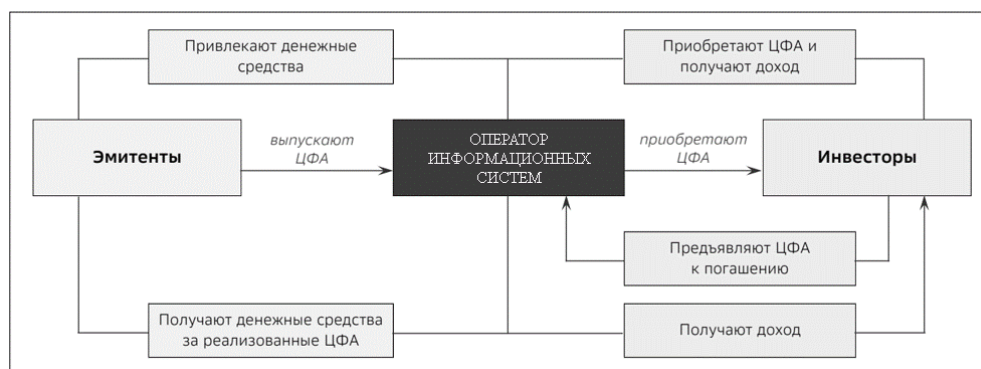 Привлекают денежные
средства
Приобретают ЦФА и
получают доход
Эмитенты
выпускают
ЦФА
ОПЕРАТОР
ИНФОРМАЦИОННЫХ
СИСТЕМ
приобретают
ЦФА
Инвесторы
Предъявляют ЦФА
к погашению
Получают денежные средства
за реализованные ЦФА
Получают доход